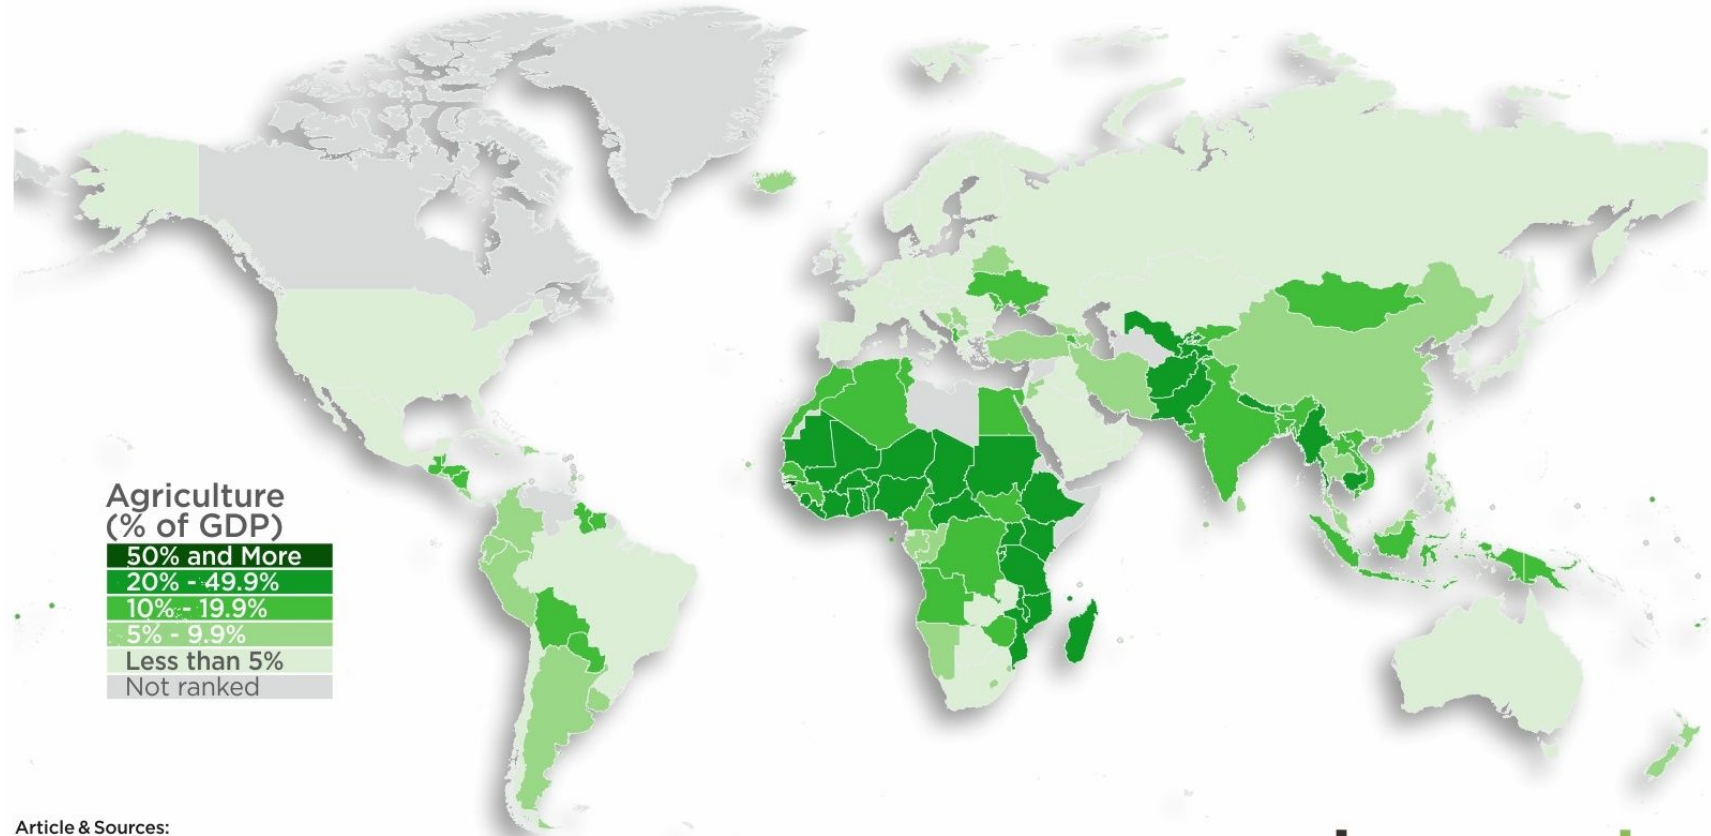 Agriculture
(% of GDP)
50% and More
20% - 49.9%
10% - 19.9%
5% - 9.9%
Less than 5%
Not ranked
Article & Sources: